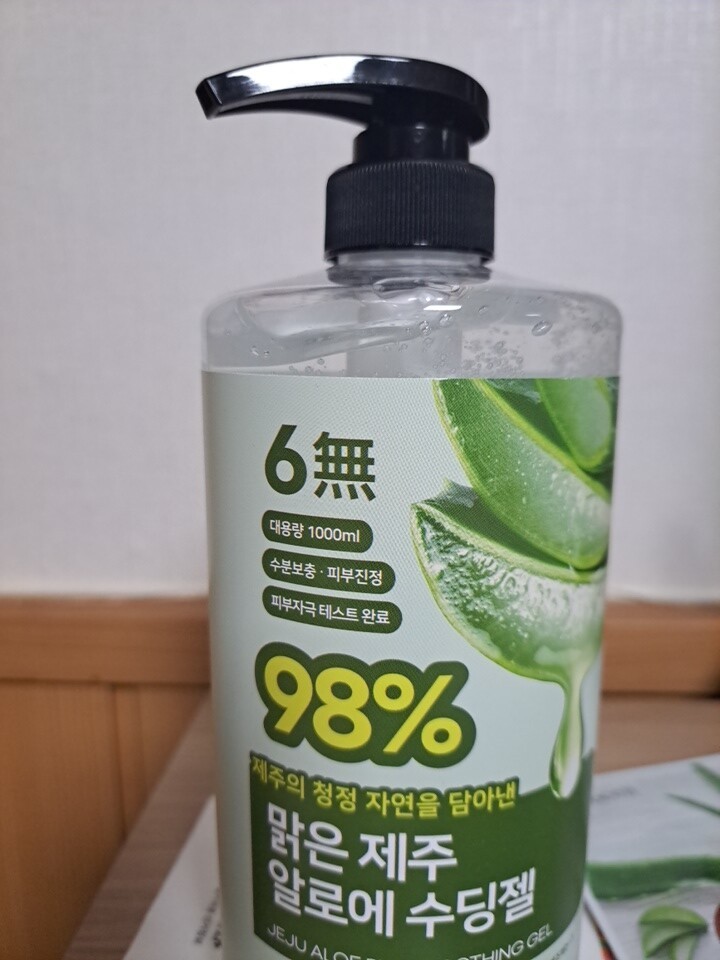 6無
대용량 1000ml
수분보충 · 피부진정
피부자극 테스트 완료
98%
제주의 청정 자연을 담아낸
맑은 제주
알로에 수딩젤
JEJU ALOE SOOTHING GEL